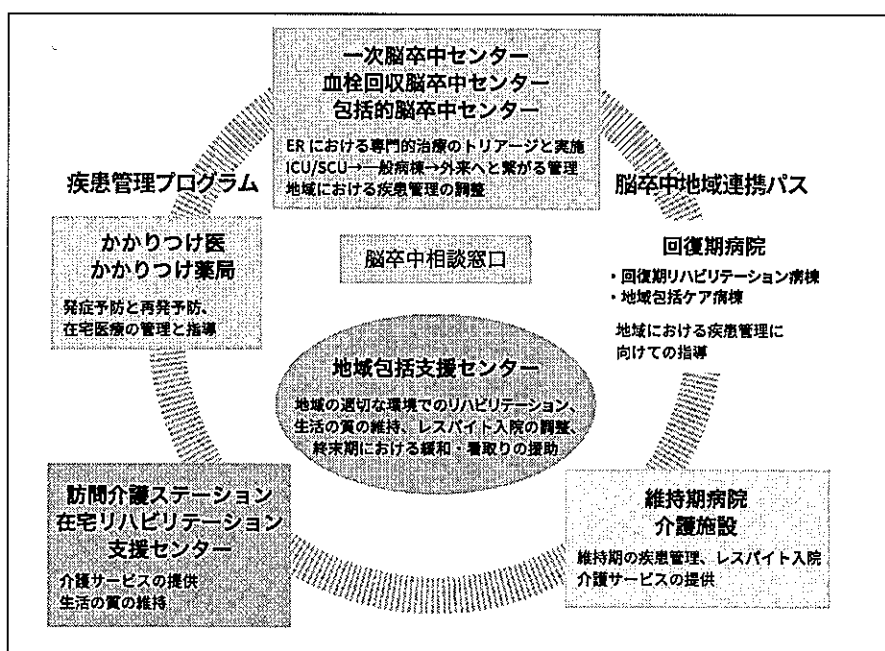 一次脳卒中センター
血栓回収脳卒中センター
包括的脳卒中センター
ERにおける専門的治療のトリアージと実施
ICU/SCU→一般病棟→外来へと繋がる管理
地域における疾患管理の調整
疾患管理プログラム
脳卒中地域連携パス
かかりつけ医
かかりつけ薬局
発症予防と再発予防、
在宅医療の管理と指導
脳卒中相談窓口
回復期病院
・回復期リハビリテーション病棟
・地域包括ケア病棟
地域における疾患管理に
向けての指導
地域包括支援センター
地域の適切な環境でのリハビリテーション、
生活の質の維持、レスパイト入院の調整、
終末期における緩和・看取りの援助
訪問介護ステーション
在宅リハビリテーション
支援センター
介護サービスの提供
生活の質の維持
維持期病院
介護施設
維持期の疾患管理、レスパイト入院
介護サービスの提供